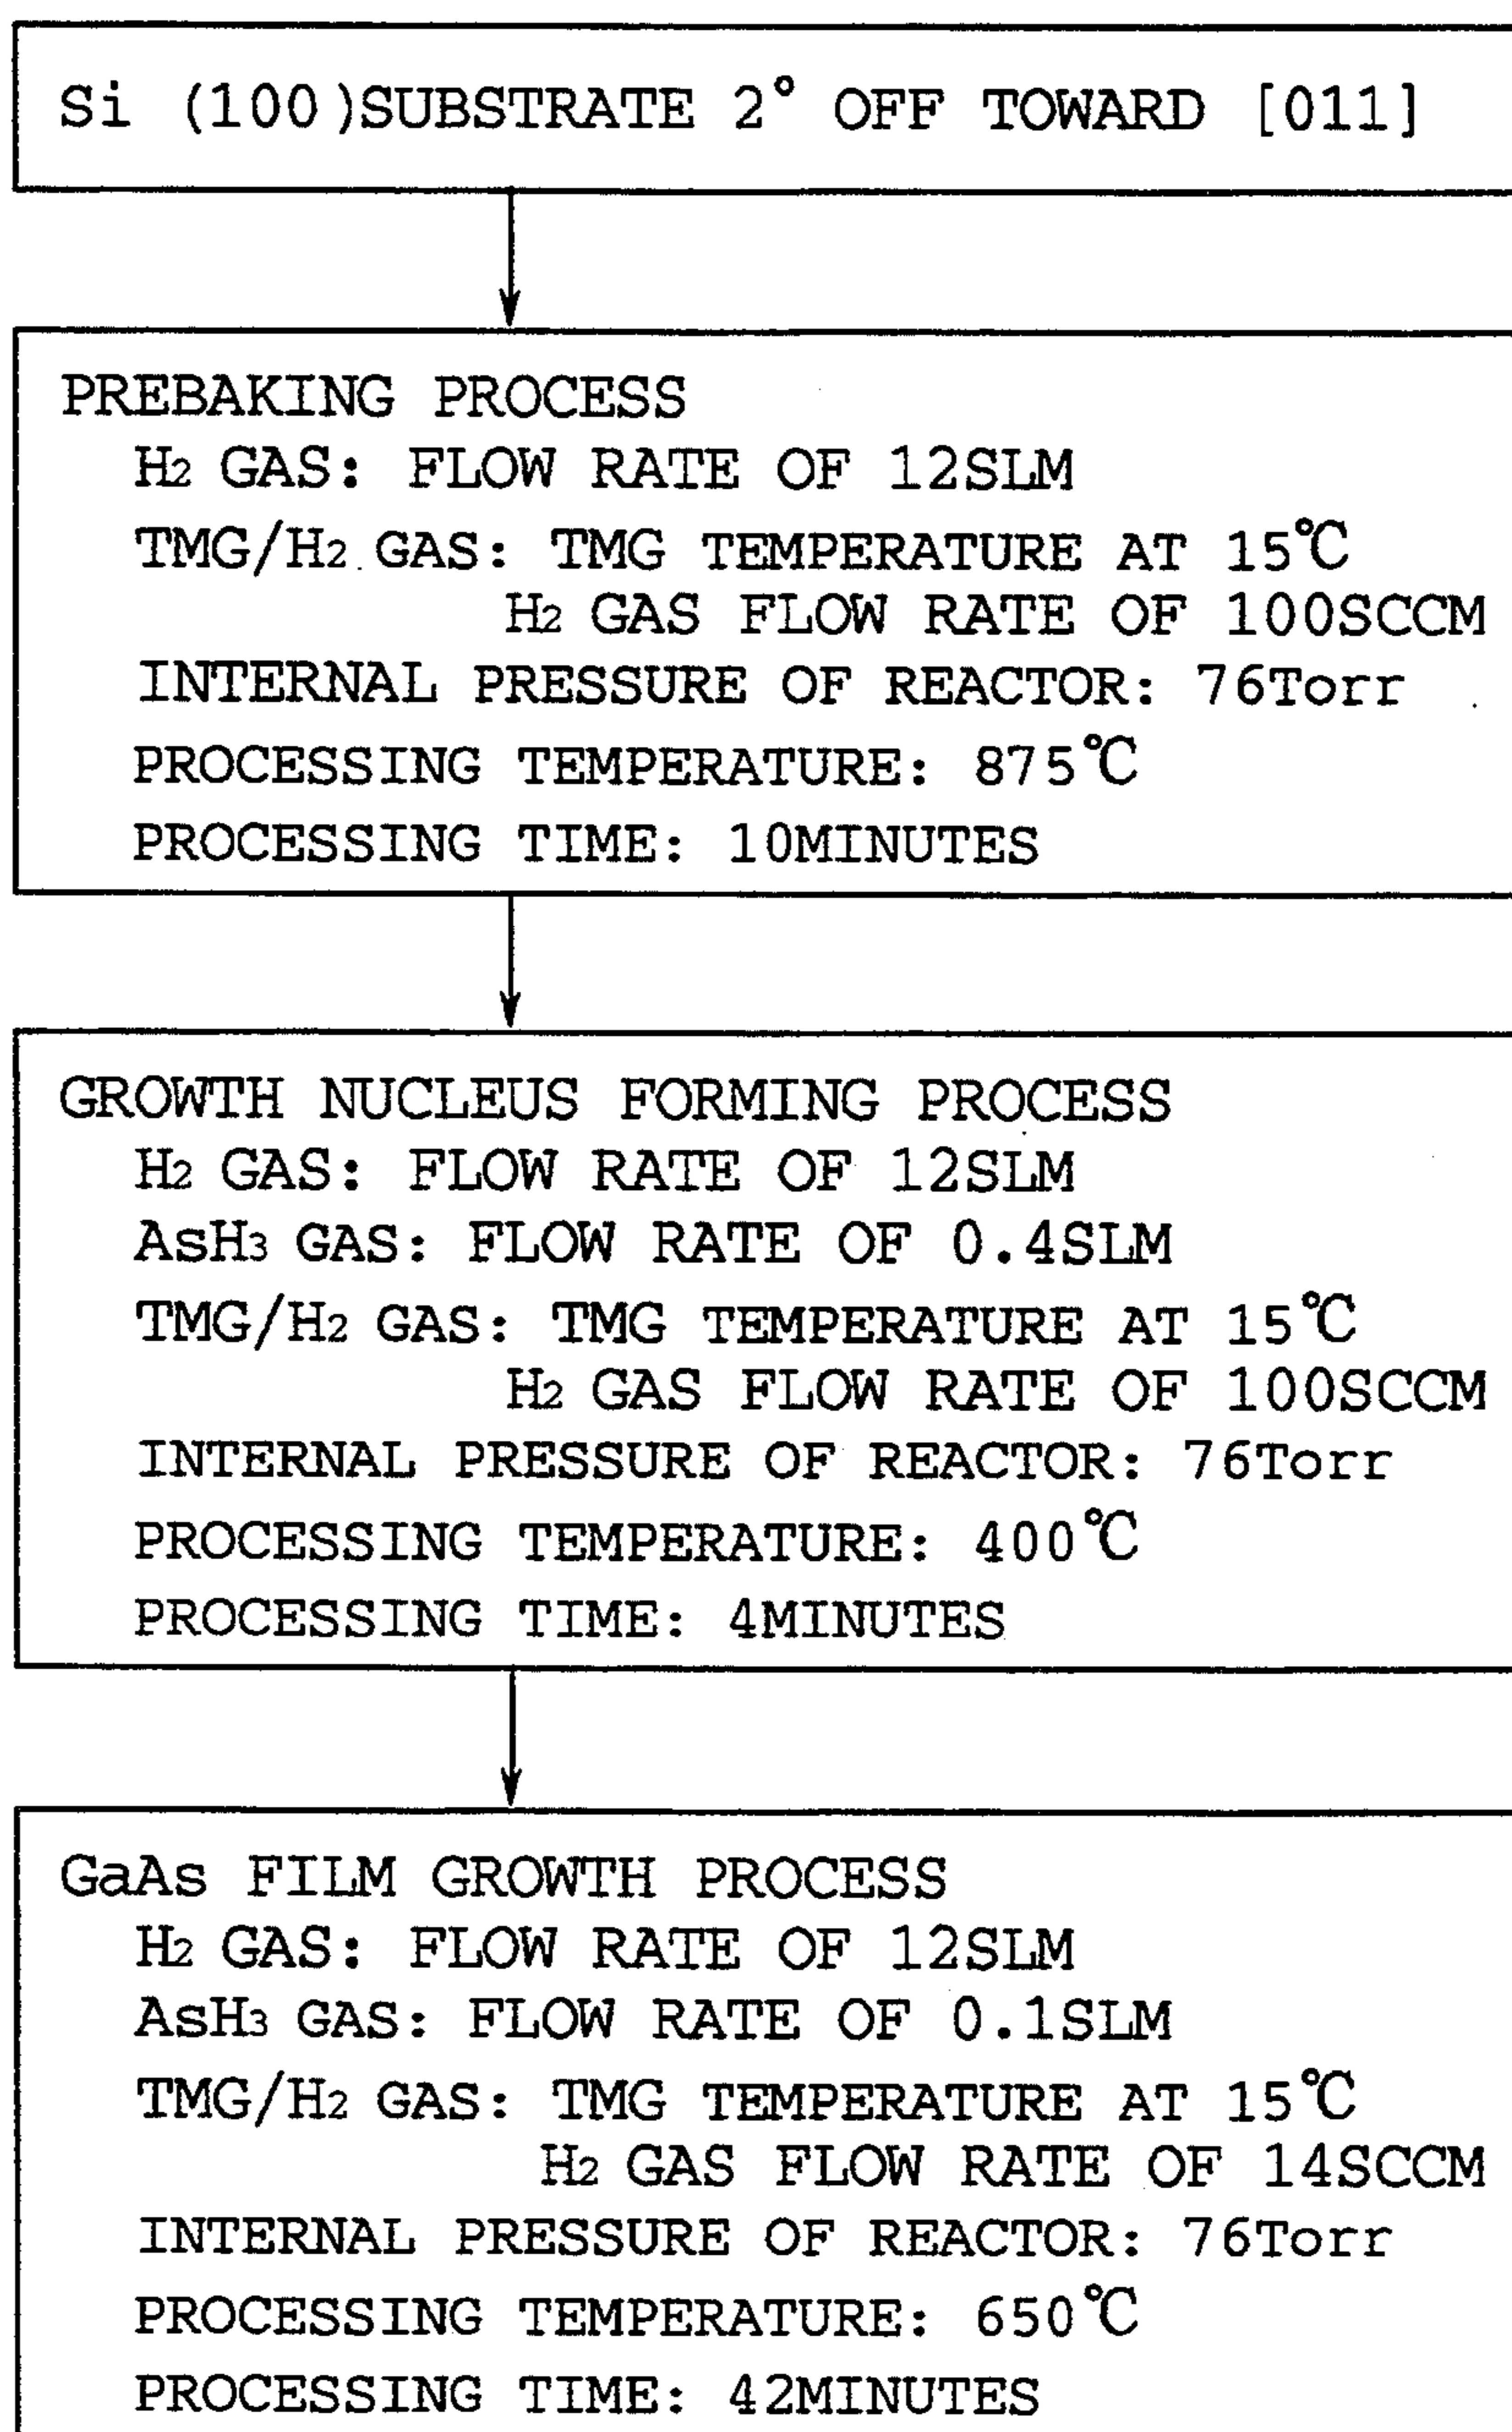 Si (100)SUBSTRATE 2° OFF TOWARD [011]
PREBAKING PROCESS
H2 GAS: FLOW RATE OF 12SLM
TMG/H2 GAS: TMG TEMPERATURE AT 15℃
H2 GAS FLOW RATE OF 100SCCM
INTERNAL PRESSURE OF REACTOR: 76Torr
PROCESSING TEMPERATURE: 875℃
PROCESSING TIME: 10MINUTES
GROWTH NUCLEUS FORMING PROCESS
H2 GAS: FLOW RATE OF 12SLM
AsH3 GAS: FLOW RATE OF 0.4SLM
TMG/H2 GAS: TMG TEMPERATURE AT 15℃
H2 GAS FLOW RATE OF 100SCCM
INTERNAL PRESSURE OF REACTOR: 76Torr
PROCESSING TEMPERATURE: 400℃
PROCESSING TIME: 4MINUTES
GaAs FILM GROWTH PROCESS
H2 GAS: FLOW RATE OF 12SLM
AsH3 GAS: FLOW RATE OF 0.1SLM
TMG/H2 GAS: TMG TEMPERATURE AT 15℃
H2 GAS FLOW RATE OF 14SCCM
INTERNAL PRESSURE OF REACTOR: 76Torr
PROCESSING TEMPERATURE: 650℃
PROCESSING TIME: 42MINUTES